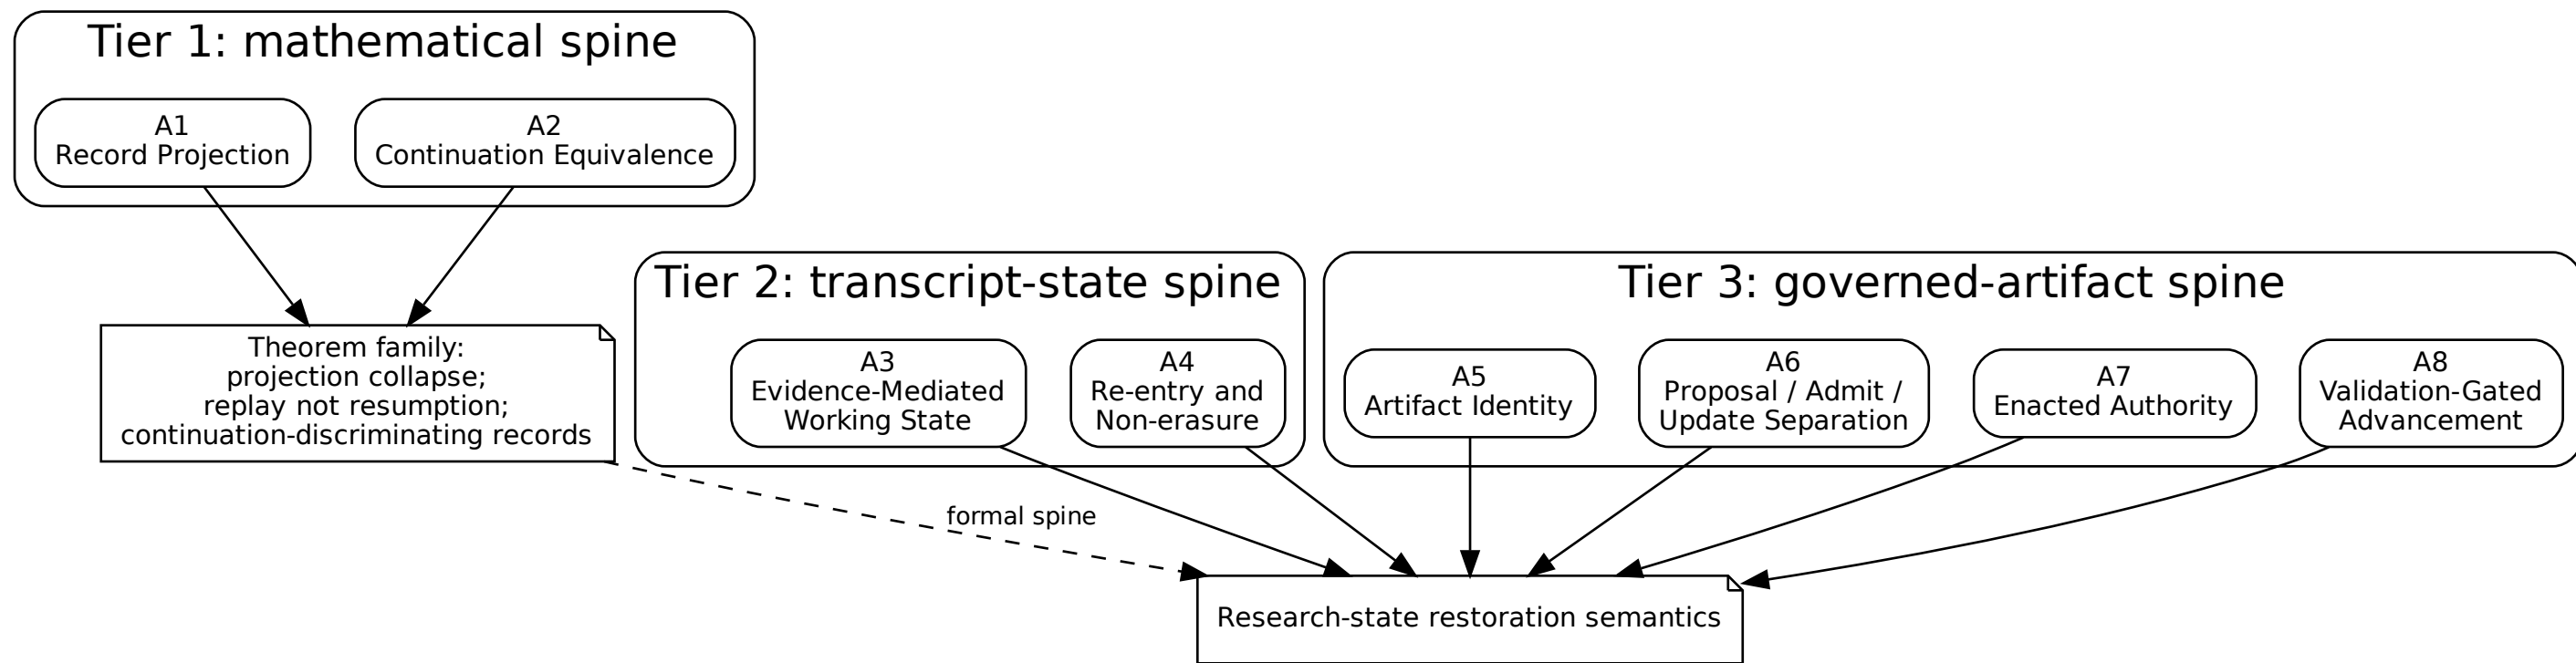 Tier 1: mathematical spine
A1
Record Projection
A2
Continuation Equivalence
Theorem family:
projection collapse;
replay not resumption;
continuation-discriminating records
Tier 2: transcript-state spine
A3
Evidence-Mediated
Working State
A4
Re-entry and
Non-erasure
Tier 3: governed-artifact spine
A5
Artifact Identity
A6
Proposal / Admit /
Update Separation
A7
Enacted Authority
A8
Validation-Gated
Advancement
formal spine
Research-state restoration semantics